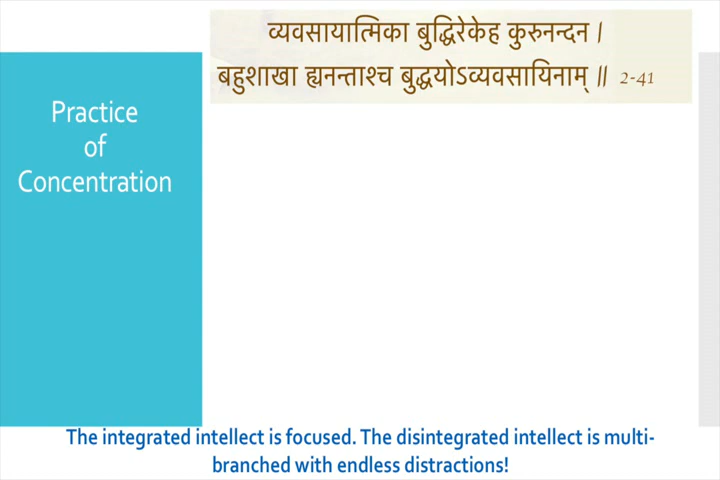 व्यवसायात्मिका बुद्धिरेकेह कुरुनन्दन ।
बहुशाखा ह्यनन्ताश्च बुद्धयोऽव्यवसायिनाम् ॥ 2-41
Practice
of
Concentration
The integrated intellect is focused. The disintegrated intellect is multi-
branched with endless distractions!